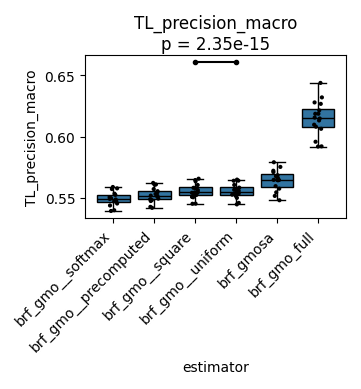 TL_precision_macro
p = 2.35e-15
TL_precision_macro
0.65
0.60
0.55
brf_gmo__softmax
brf_gmo__precomputed
brf_gmo__square
brf_gmo__uniform
brf_gmosa
brf_gmo_full
estimator